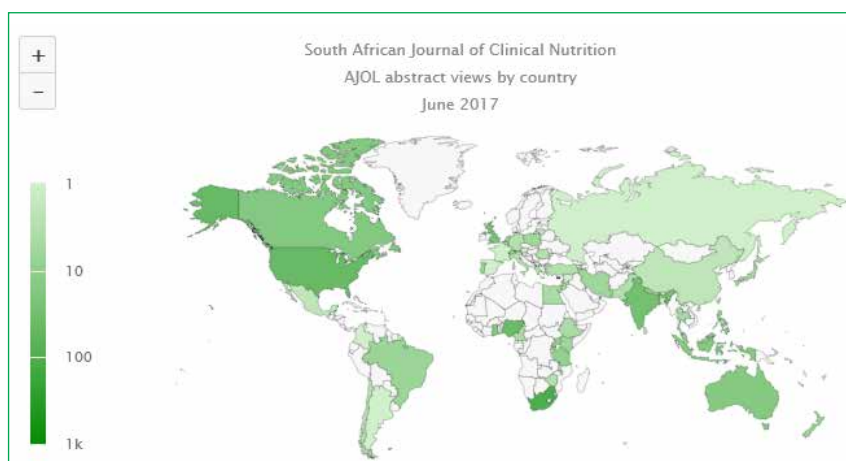 South African Journal of Clinical Nutrition
AJOL abstract views by country
June 2017
+
−
1
10
100
1k